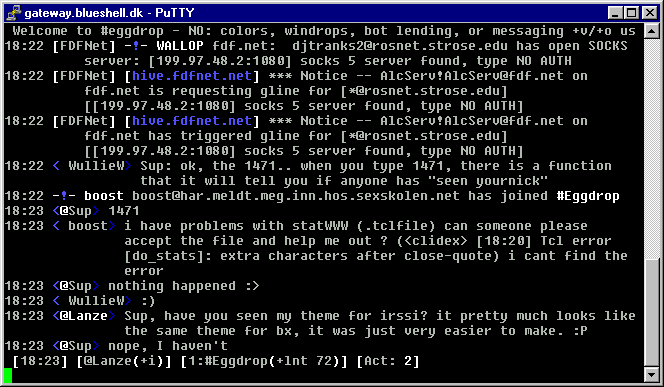 gateway.blueshell.dk - PuTTY
Welcome to #eggdrop - NO: colors, windrops, bot lending, or messaging +v/+o us
18:22 [FDFNet] -!- WALLOP fdf.net:  djtranks2@rosnet.strose.edu has open SOCKS
server: [199.97.48.2:1080] socks 5 server found, type NO AUTH
18:22 [FDFNet] [hive.fdfnet.net] *** Notice -- AlcServ!AlcServ@fdf.net on
fdf.net is requesting gline for [*@rosnet.strose.edu]
[[199.97.48.2:1080] socks 5 server found, type NO AUTH]
18:22 [FDFNet] [hive.fdfnet.net] *** Notice -- AlcServ!AlcServ@fdf.net on
fdf.net has triggered gline for [*@rosnet.strose.edu]
[[199.97.48.2:1080] socks 5 server found, type NO AUTH]
18:22 < WullieW> Sup: ok, the 1471.. when you type 1471, there is a function
that it will tell you if anyone has "seen yournick"
18:22 -!- boost boost@har.meldt.meg.inn.hos.sexskolen.net has joined #Eggdrop
18:23 <@Sup> 1471
18:23 < boost> i have problems with statWWW (.tclfile) can someone please
accept the file and help me out ? (<clidex> [18:20] Tcl error
[do_stats]: extra characters after close-quote) i cant find the
error
18:23 <@Sup> nothing happened :>
18:23 < WullieW> :)
18:23 <@Lanze> Sup, have you seen my theme for irssi? it pretty much looks like
the same theme for bx, it was just very easier to make. :P
18:23 <@Sup> nope, I haven't
[18:23] [@Lanze(+i)] [1:#Eggdrop(+lnt 72)] [Act: 2]